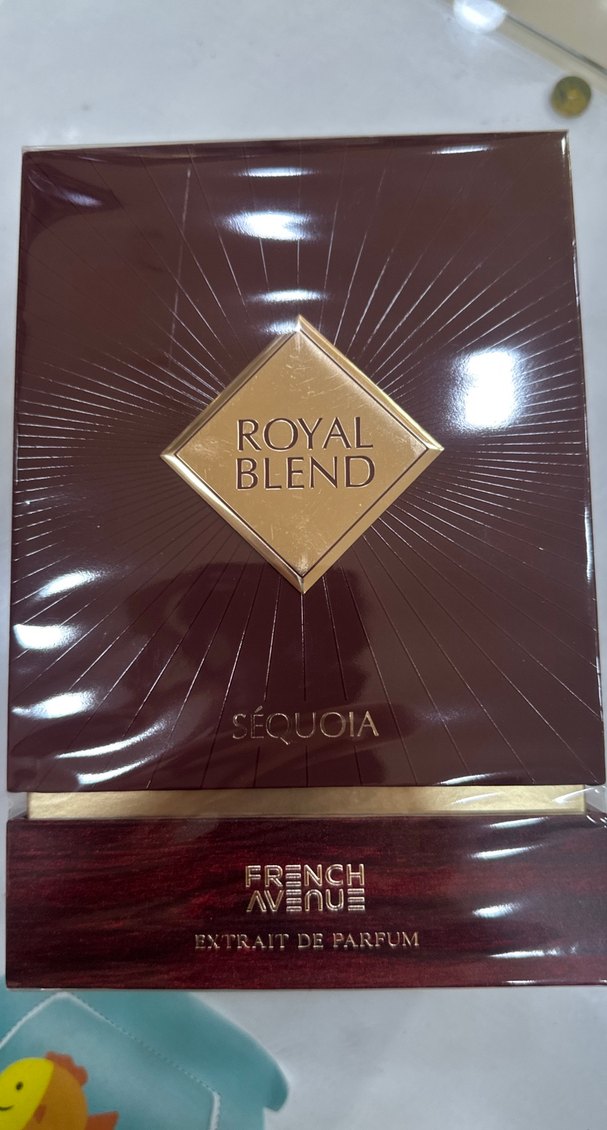 ROYAL
BLEND
SÉQUOIA
FRENCH
AVENUE
EXTRAIT DE PARFUM